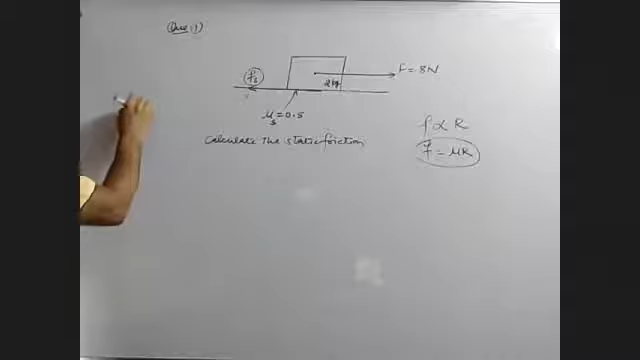 Que:1)
fs
F = 8N
2kg
μs = 0.5
Calculate the static friction
f ∝ R
f = μR